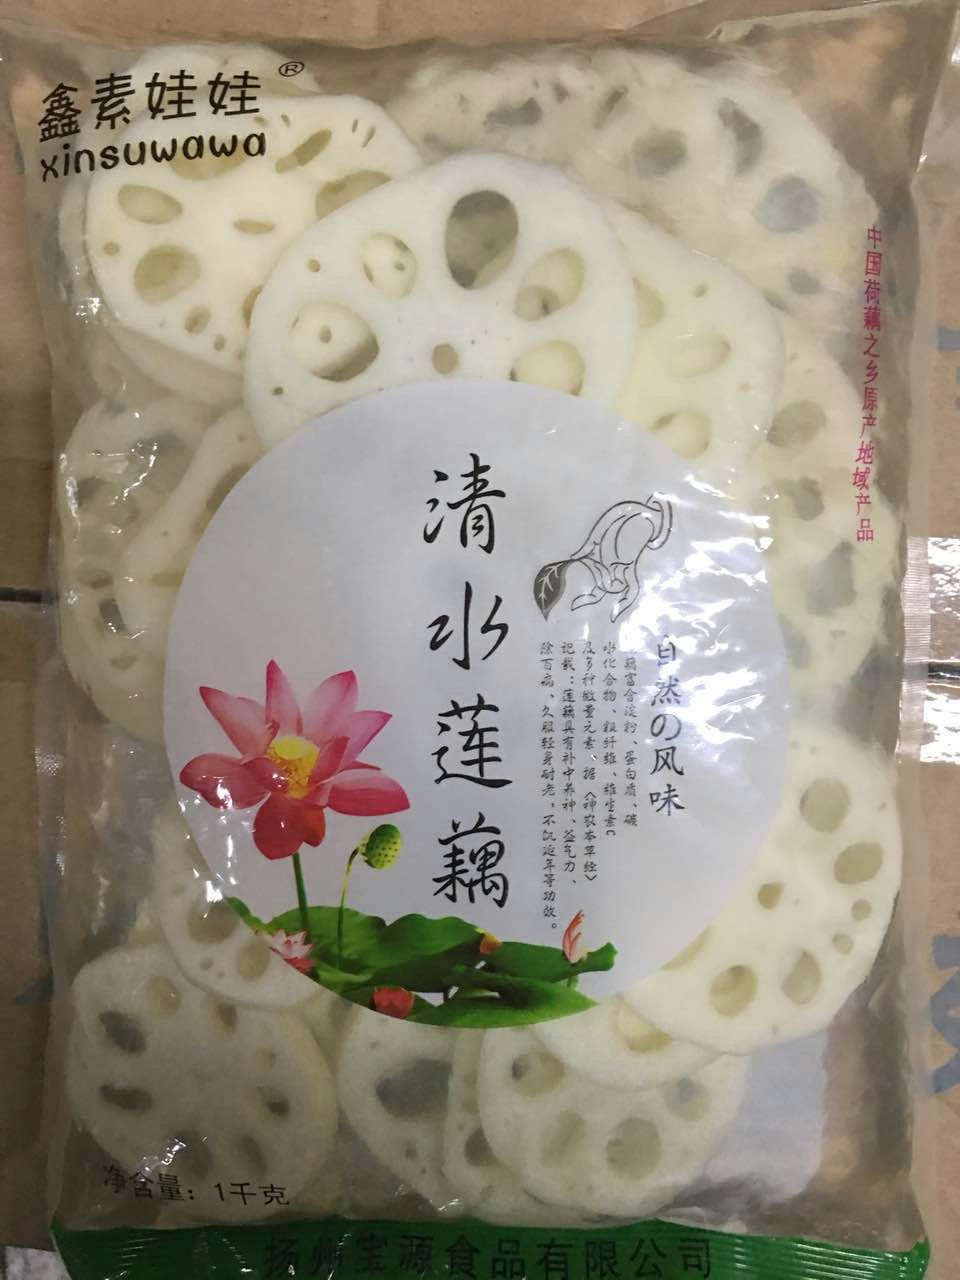 鑫素娃娃®
xinsuwawa
中国荷藕之乡原产地域产品
清水莲藕
自然の风味
藕富含淀粉、蛋白质、碳
水化合物、粗纤维、维生素C
及多种微量元素。据《神农本草经》
记载：莲藕具有补中养神、益气力、
除百病、久服轻身耐老，不饥延年等功效。
净含量：1千克
扬州宝源食品有限公司